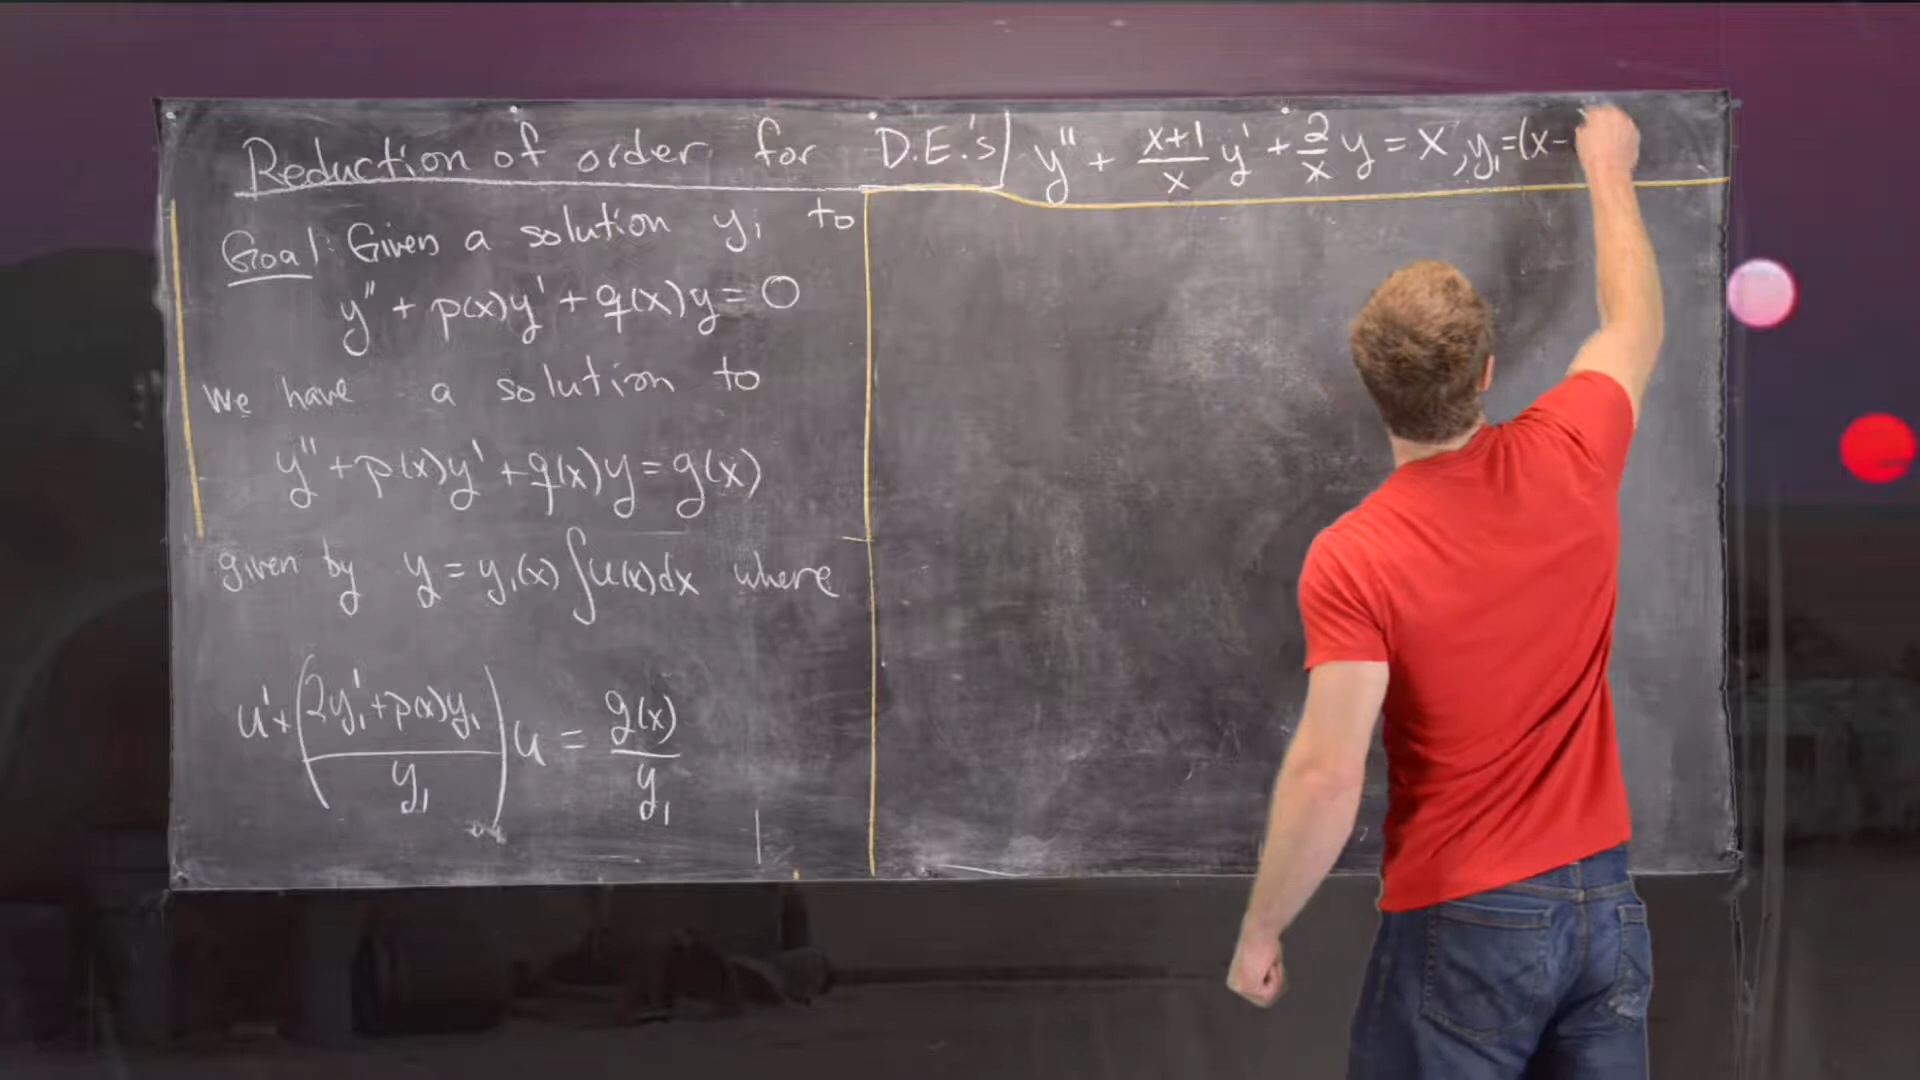 Reduction of order for D.E.'s
y'' + (x+1)/x y' + 2/x y = x, y₁=(x-
Goal: Given a solution y₁ to
y'' + p(x)y' + q(x)y = 0
we have a solution to
y'' + p(x)y' + q(x)y = g(x)
given by y = y₁(x) ∫u(x)dx where
u' + ((2y₁' + p(x)y₁)/y₁) u = g(x)/y₁